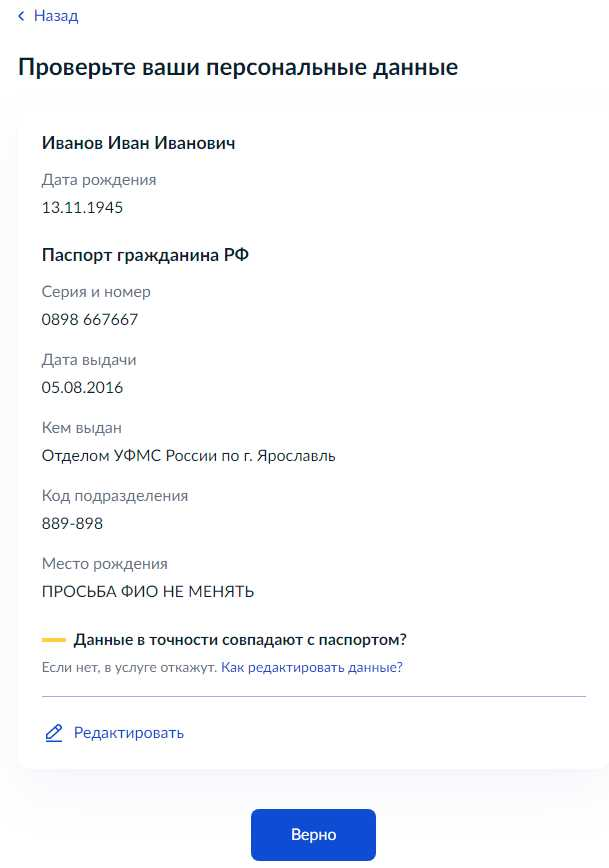 Назад
Проверьте ваши персональные данные
Иванов Иван Иванович
Дата рождения
13.11.1945
Паспорт гражданина РФ
Серия и номер
0898 667667
Дата выдачи
05.08.2016
Кем выдан
Отделом УФМС России по г. Ярославль
Код подразделения
889-898
Место рождения
ПРОСЬБА ФИО НЕ МЕНЯТЬ
Данные в точности совпадают с паспортом?
Если нет, в услуге откажут. Как редактировать данные?
Редактировать
Верно